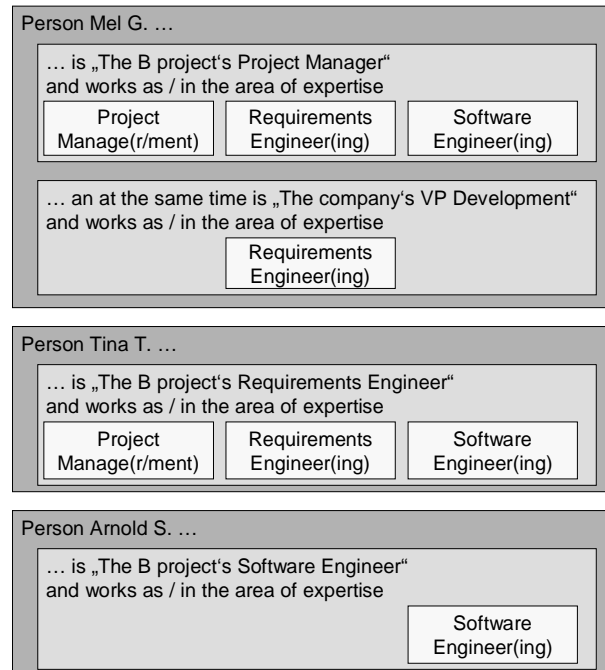 Person Mel G. …
… is „The B project‘s Project Manager“
and works as / in the area of expertise
Project
Manage(r/ment)
Requirements
Engineer(ing)
Software
Engineer(ing)
… an at the same time is „The company‘s VP Development“
and works as / in the area of expertise
Requirements
Engineer(ing)
Person Tina T. …
… is „The B project‘s Requirements Engineer“
and works as / in the area of expertise
Project
Manage(r/ment)
Requirements
Engineer(ing)
Software
Engineer(ing)
Person Arnold S. …
… is „The B project‘s Software Engineer“
and works as / in the area of expertise
Software
Engineer(ing)